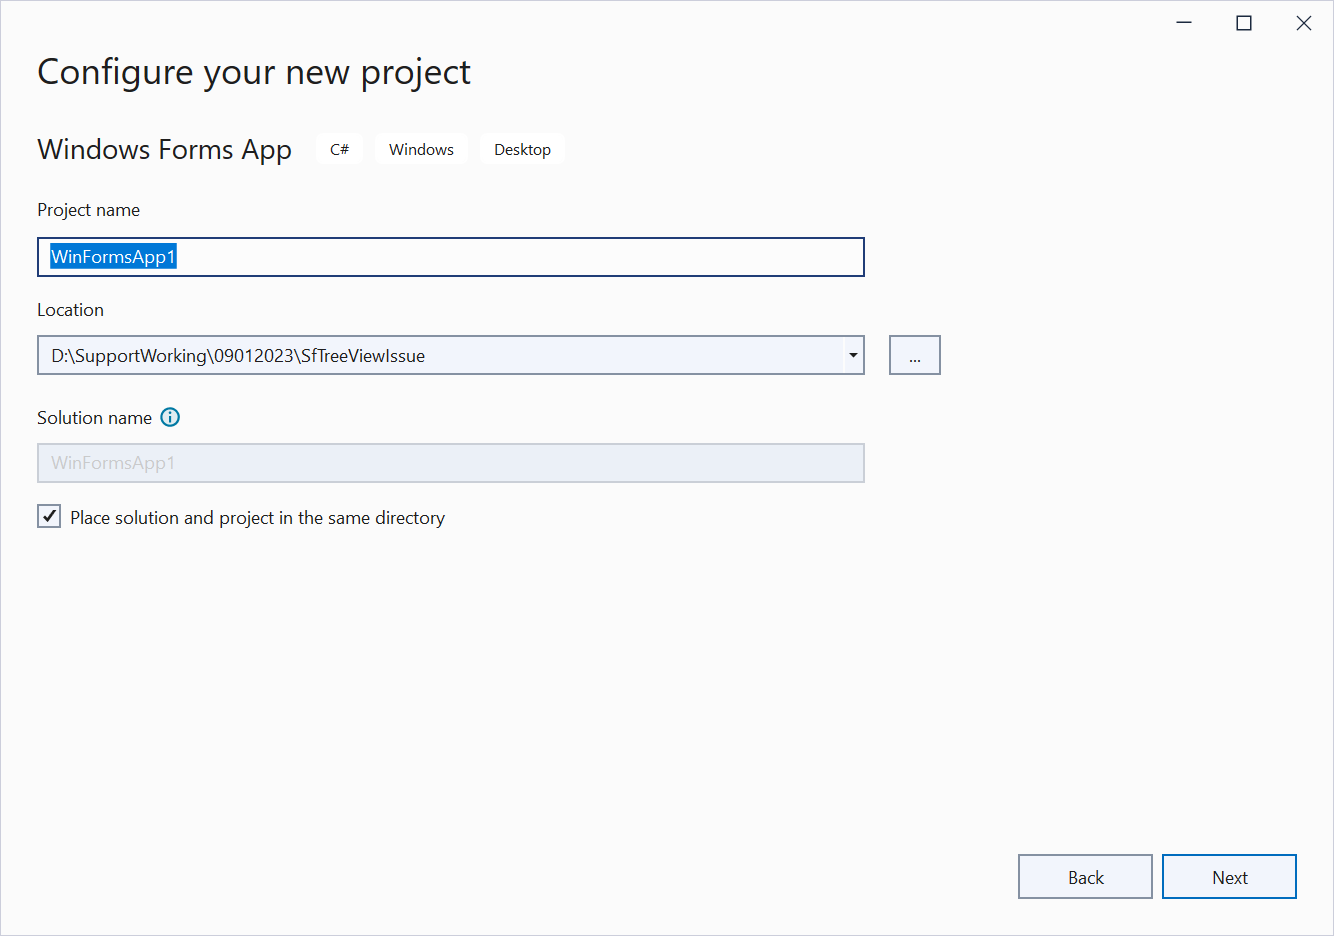 Configure your new project
Windows Forms App C# Windows Desktop
Project name
WinFormsApp1
Location
D:\SupportWorking\09012023\SfTreeViewIssue ...
Solution name
WinFormsApp1
Place solution and project in the same directory
Back Next